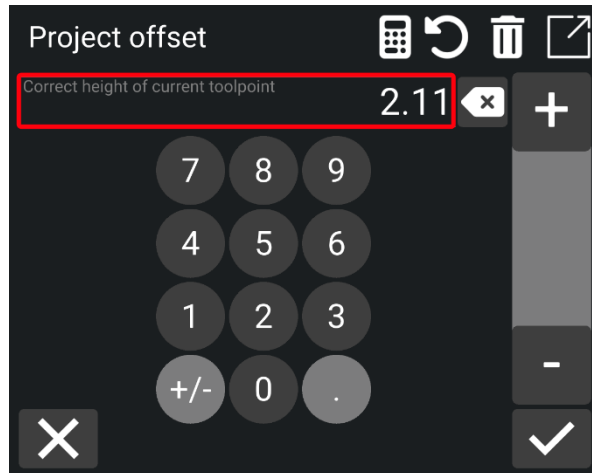 Project offset
Correct height of current toolpoint
2.11
+
7 8 9
4 5 6
1 2 3
+/- 0 .
-